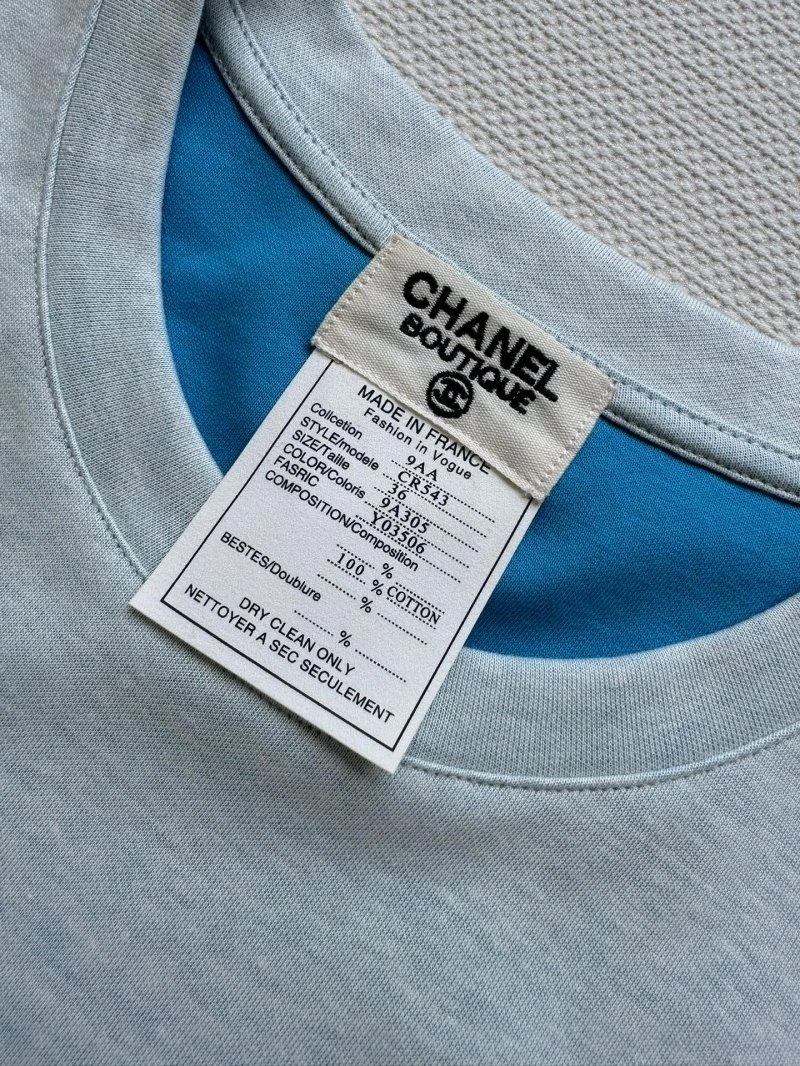 CHANEL
BOUTIQUE
MADE IN FRANCE
Fashion in Vogue
Colicetion 9AA
STYLE/modele CR543
SIZE/Taille 36
COLOR/Coloris 9A305
FASRIC Y03506
COMPOSITION/Composition
%
100 % COTTON
BESTES/Doublure %
%
DRY CLEAN ONLY
NETTOYER A SEC SECULEMENT